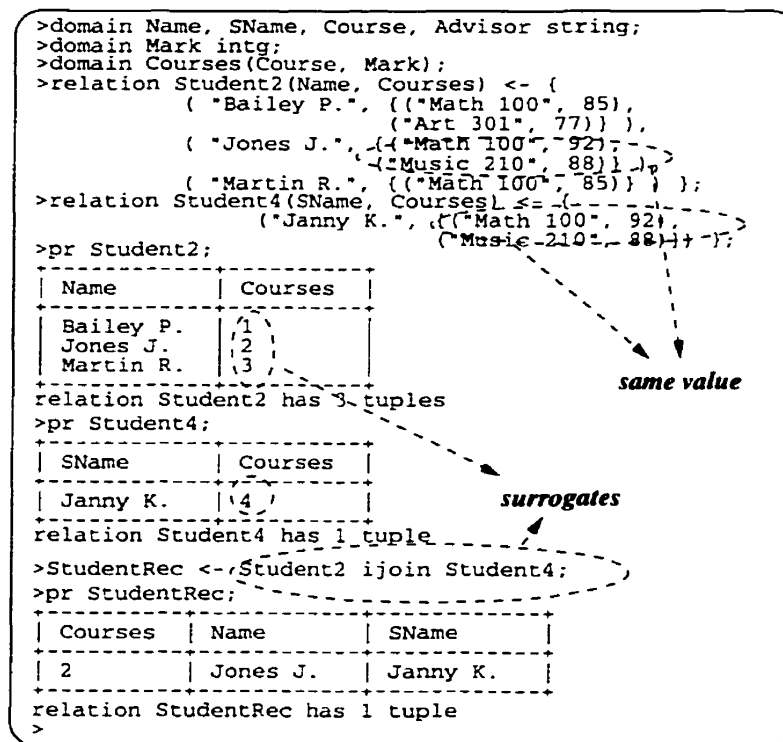 >domain Name, SName, Course, Advisor string;
>domain Mark intg;
>domain Courses(Course, Mark);
>relation Student2(Name, Courses) <- {
( "Bailey P.", {("Math 100", 85),
("Art 301", 77)} ),
( "Jones J.", {("Math 100", 92),
("Music 210", 88)} ),
( "Martin R.", {("Math 100", 85)} ) };
>relation Student4(SName, Courses) <- {
("Janny K.", {("Math 100", 92),
("Music 210", 88)}) };
>pr Student2;
| Name | Courses |
| Bailey P. | 1 |
| Jones J. | 2 |
| Martin R. | 3 |
same value
relation Student2 has 3 tuples
>pr Student4;
| SName | Courses |
| Janny K. | 4 |
surrogates
relation Student4 has 1 tuple
>StudentRec <- Student2 ijoin Student4;
>pr StudentRec;
| Courses | Name | SName |
| 2 | Jones J. | Janny K. |
relation StudentRec has 1 tuple
>